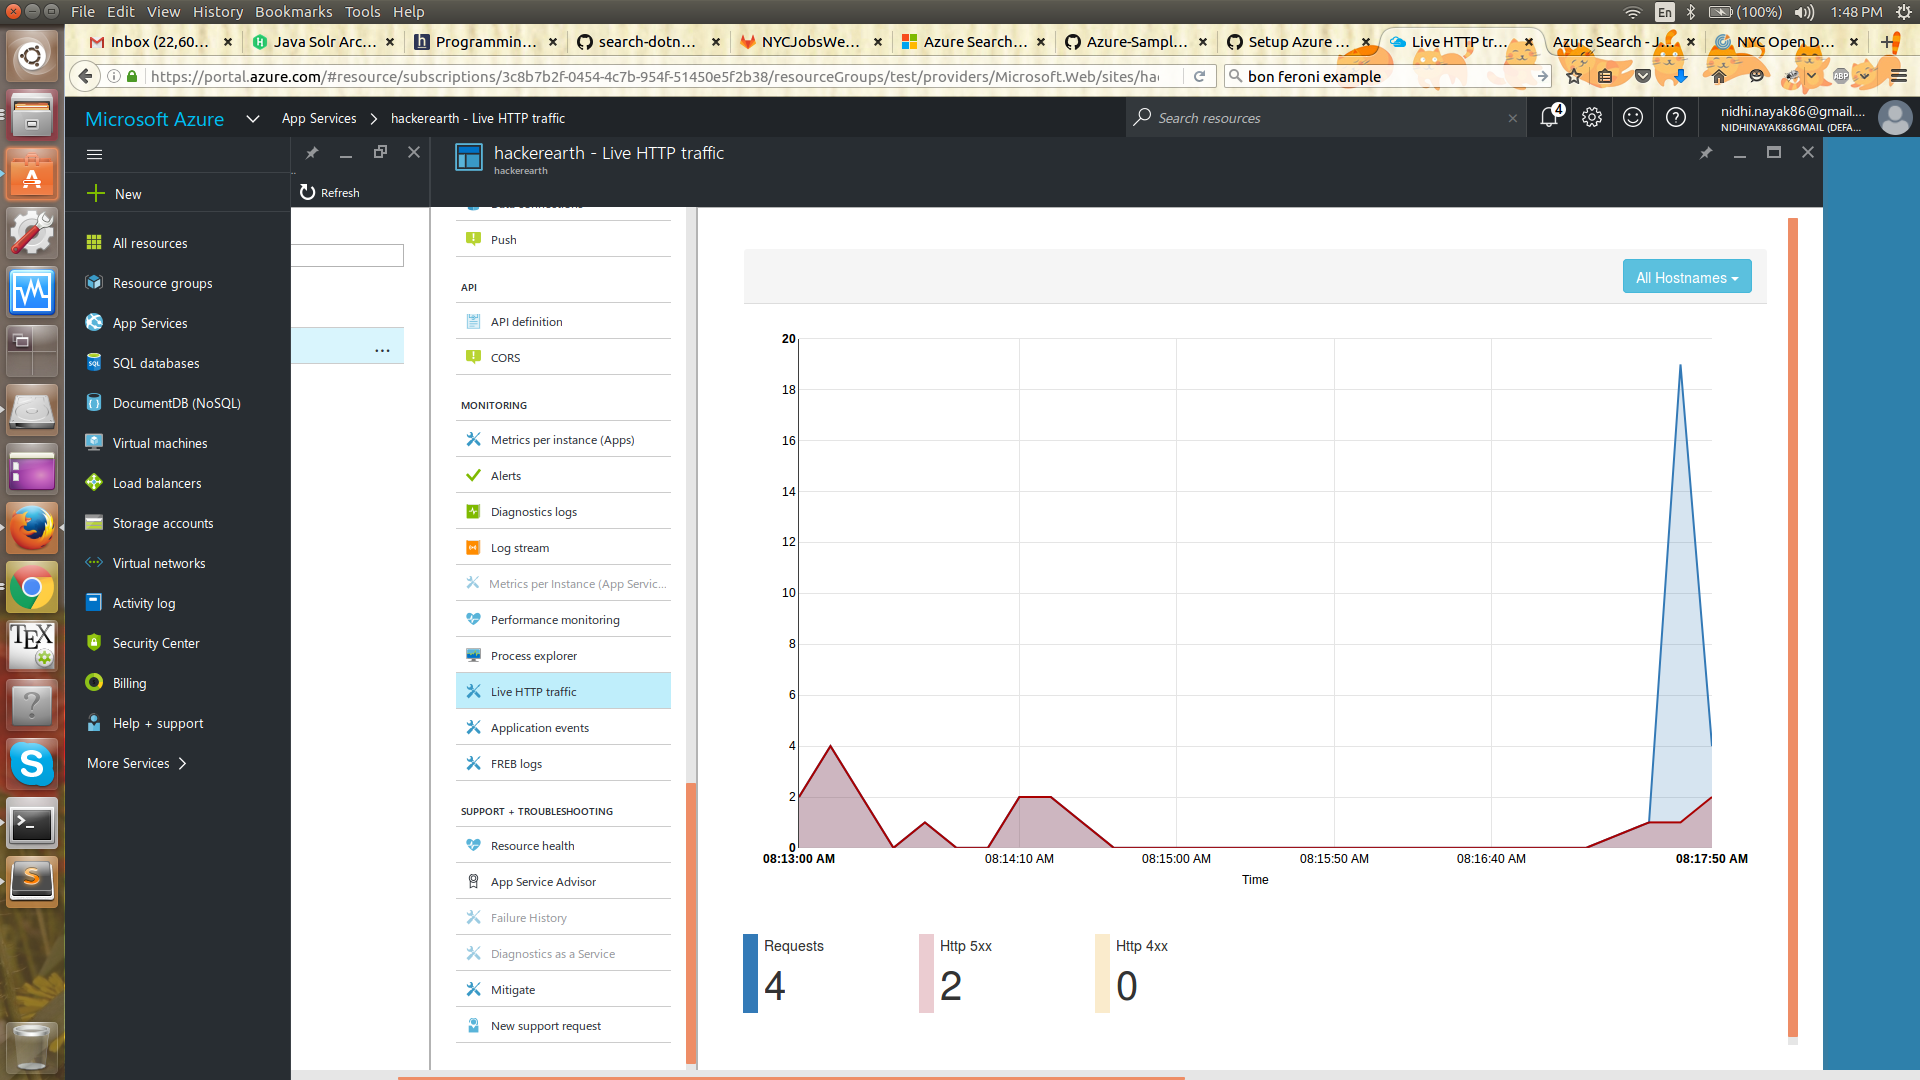 File Edit View History Bookmarks Tools Help
En (100%) 1:48 PM
Inbox (22,60... Java Solr Arc... Programmin... search-dotn... NYCJobsWe... Azure Search... Azure-Sampl... Setup Azure ... Live HTTP tr... Azure Search - J... NYC Open D...
https://portal.azure.com/#resource/subscriptions/3c8b7b2f-0454-4c7b-954f-51450e5f2b38/resourceGroups/test/providers/Microsoft.Web/sites/hac
bon feroni example
ABP
Microsoft Azure App Services hackerearth - Live HTTP traffic
Search resources
4
nidhi.nayak86@gmail....
NIDHINAYAK86GMAIL (DEFA...
hackerearth - Live HTTP traffic
hackerearth
New
Refresh
All resources
Resource groups
App Services
SQL databases
DocumentDB (NoSQL)
Virtual machines
Load balancers
Storage accounts
Virtual networks
Activity log
Security Center
Billing
Help + support
More Services
...
Push
API
API definition
CORS
MONITORING
Metrics per instance (Apps)
Alerts
Diagnostics logs
Log stream
Metrics per Instance (App Servic...
Performance monitoring
Process explorer
Live HTTP traffic
Application events
FREB logs
SUPPORT + TROUBLESHOOTING
Resource health
App Service Advisor
Failure History
Diagnostics as a Service
Mitigate
New support request
All Hostnames
20
18
16
14
12
10
8
6
4
2
0
08:13:00 AM 08:14:10 AM 08:15:00 AM 08:15:50 AM 08:16:40 AM 08:17:50 AM
Time
Requests
4
Http 5xx
2
Http 4xx
0
TEX